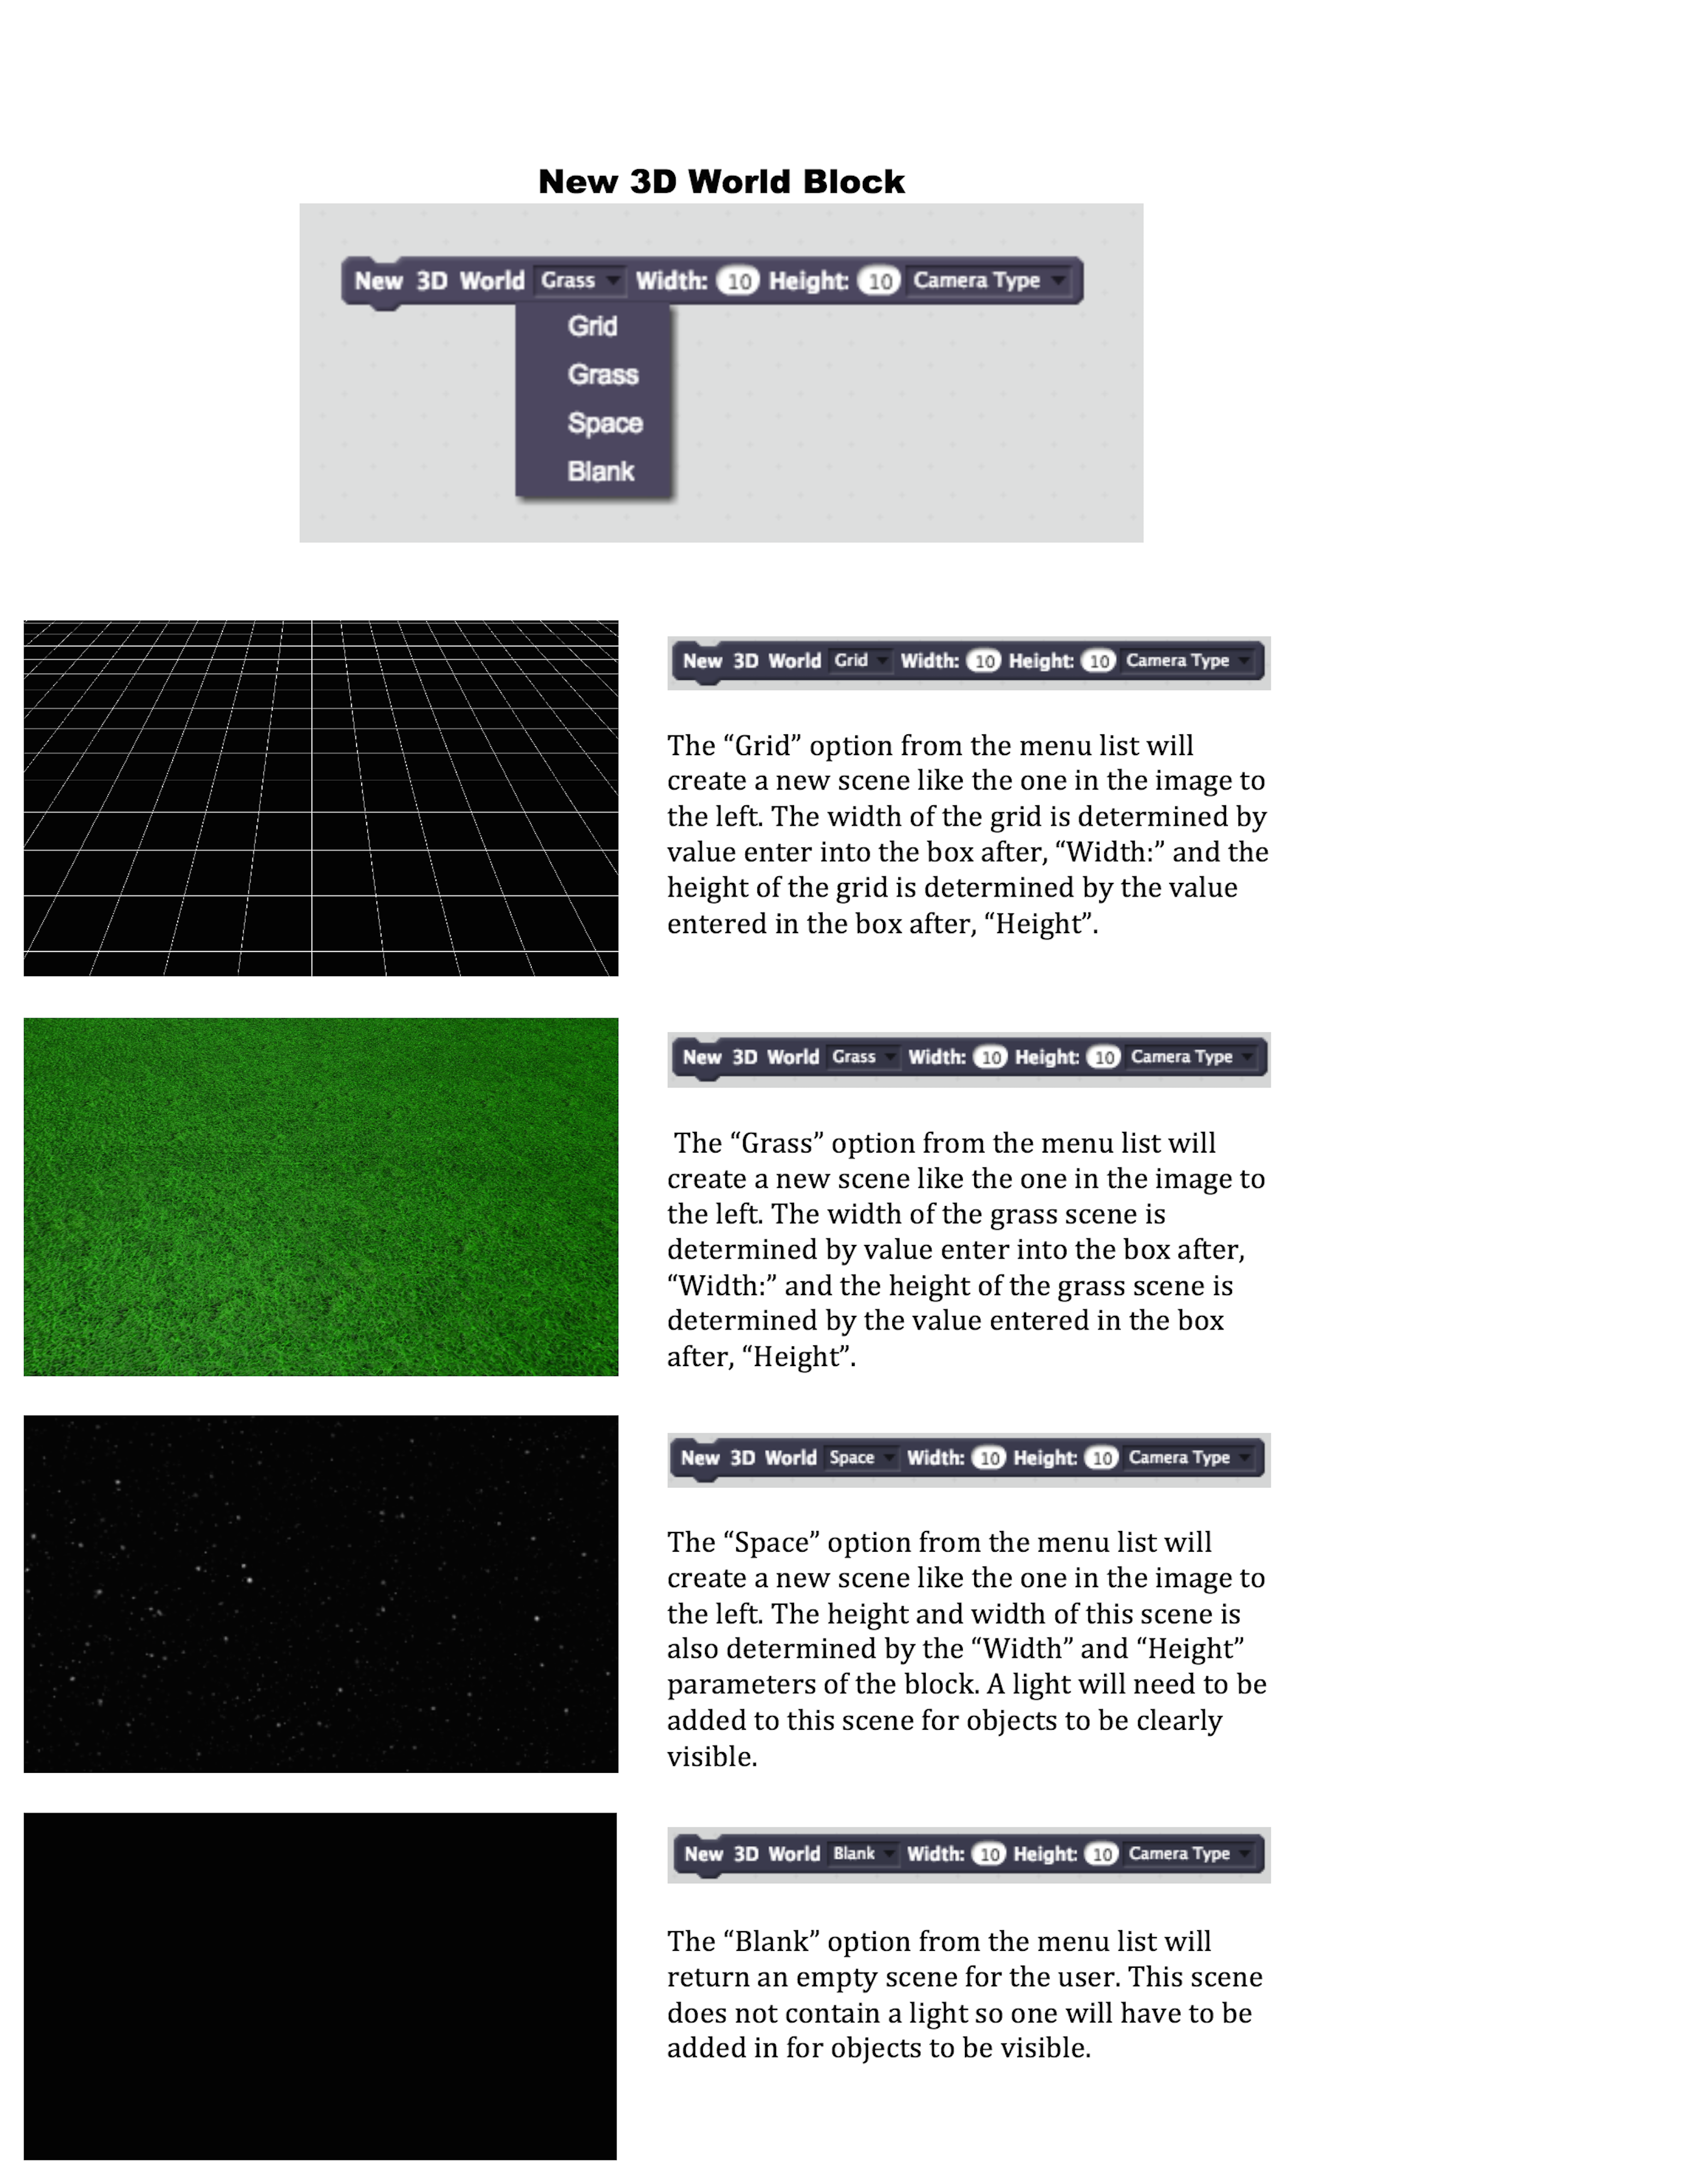 New 3D World Block
New 3D World Grass Width: 10 Height: 10 Camera Type
Grid
Grass
Space
Blank
New 3D World Grid Width: 10 Height: 10 Camera Type
The “Grid” option from the menu list will
create a new scene like the one in the image to
the left. The width of the grid is determined by
value enter into the box after, “Width:” and the
height of the grid is determined by the value
entered in the box after, “Height”.
New 3D World Grass Width: 10 Height: 10 Camera Type
The “Grass” option from the menu list will
create a new scene like the one in the image to
the left. The width of the grass scene is
determined by value enter into the box after,
“Width:” and the height of the grass scene is
determined by the value entered in the box
after, “Height”.
New 3D World Space Width: 10 Height: 10 Camera Type
The “Space” option from the menu list will
create a new scene like the one in the image to
the left. The height and width of this scene is
also determined by the “Width” and “Height”
parameters of the block. A light will need to be
added to this scene for objects to be clearly
visible.
New 3D World Blank Width: 10 Height: 10 Camera Type
The “Blank” option from the menu list will
return an empty scene for the user. This scene
does not contain a light so one will have to be
added in for objects to be visible.